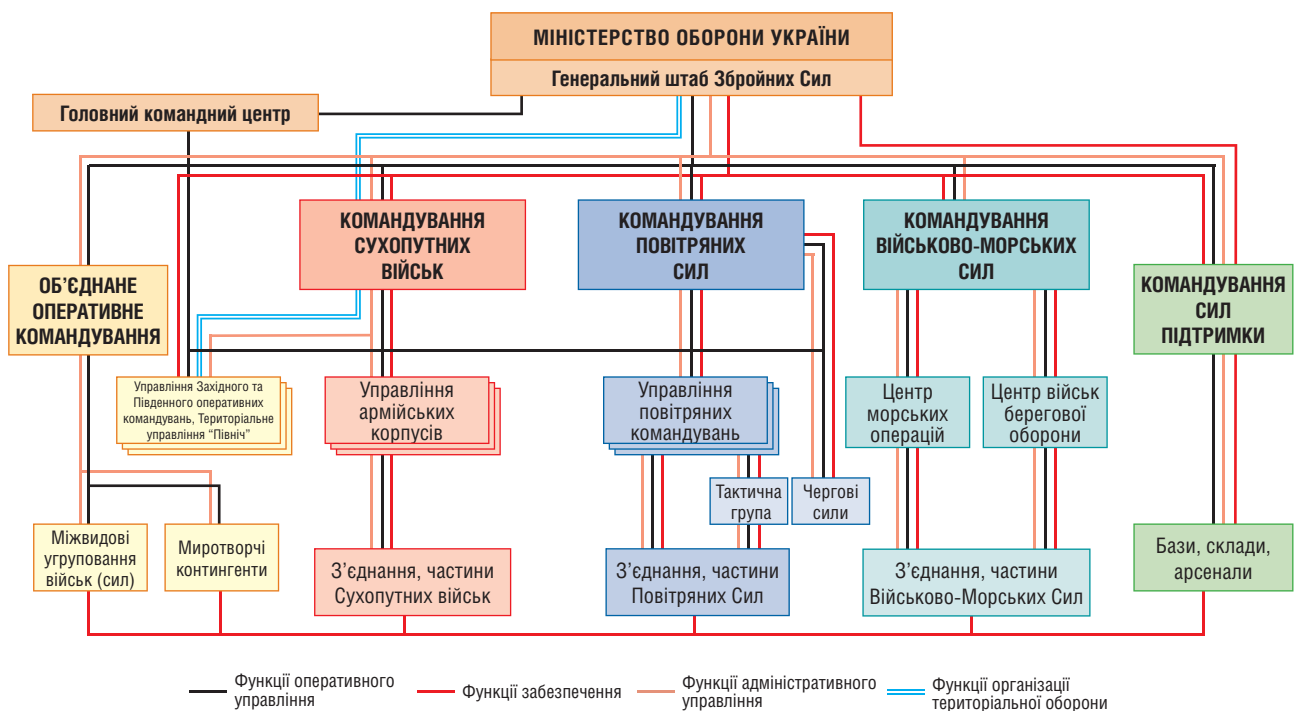 МІНІСТЕРСТВО ОБОРОНИ УКРАЇНИ
Генеральний штаб Збройних Сил
Головний командний центр
ОБ’ЄДНАНЕ
ОПЕРАТИВНЕ
КОМАНДУВАННЯ
КОМАНДУВАННЯ
СУХОПУТНИХ
ВІЙСЬК
КОМАНДУВАННЯ
ПОВІТРЯНИХ
СИЛ
КОМАНДУВАННЯ
ВІЙСЬКОВО-МОРСЬКИХ
СИЛ
КОМАНДУВАННЯ
СИЛ
ПІДТРИМКИ
Управління Західного та
Південного оперативних
командувань, Територіальне
управління “Північ”
Управління
армійських
корпусів
Управління
повітряних
командувань
Центр
морських
операцій
Центр військ
берегової
оборони
Тактична
група
Чергові
сили
Міжвидові
угруповання
військ (сил)
Миротворчі
контингенти
З’єднання, частини
Сухопутних військ
З’єднання, частини
Повітряних Сил
З’єднання, частини
Військово-Морських Сил
Бази, склади,
арсенали
Функції оперативного
управління
Функції забезпечення
Функції адміністративного
управління
Функції організації
територіальної оборони